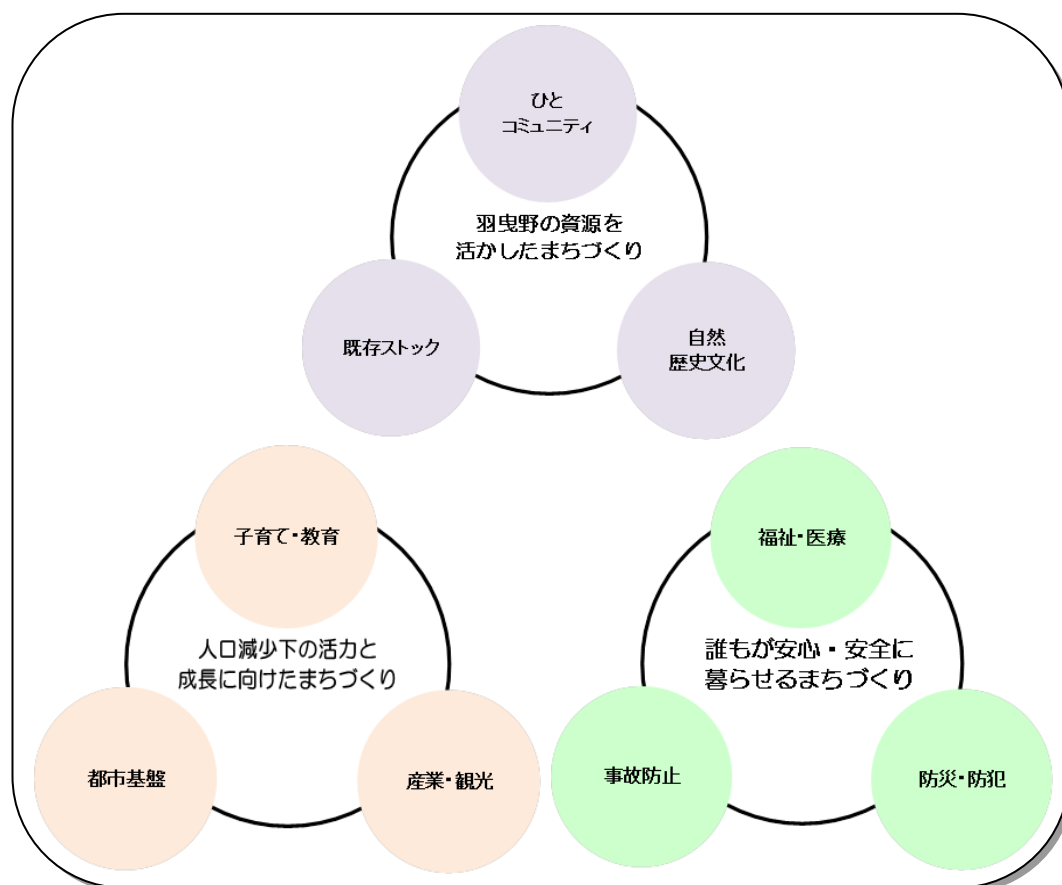 ひと
コミュニティ
羽曳野の資源を
活かしたまちづくり
既存ストック
自然
歴史文化
子育て・教育
人口減少下の活力と
成長に向けたまちづくり
都市基盤
産業・観光
福祉・医療
誰もが安心・安全に
暮らせるまちづくり
事故防止
防災・防犯